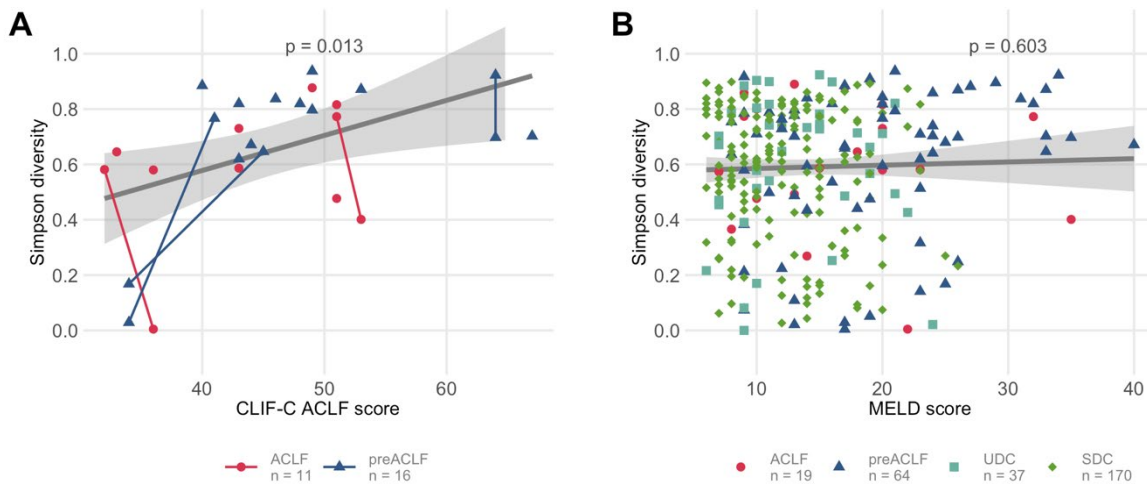 A
p = 0.013
Simpson diversity
1.0
0.8
0.6
0.4
0.2
0.0
40
50
60
CLIF-C ACLF score
ACLF
n = 11
preACLF
n = 16
B
p = 0.603
Simpson diversity
1.0
0.8
0.6
0.4
0.2
0.0
10
20
30
40
MELD score
ACLF
n = 19
preACLF
n = 64
UDC
n = 37
SDC
n = 170